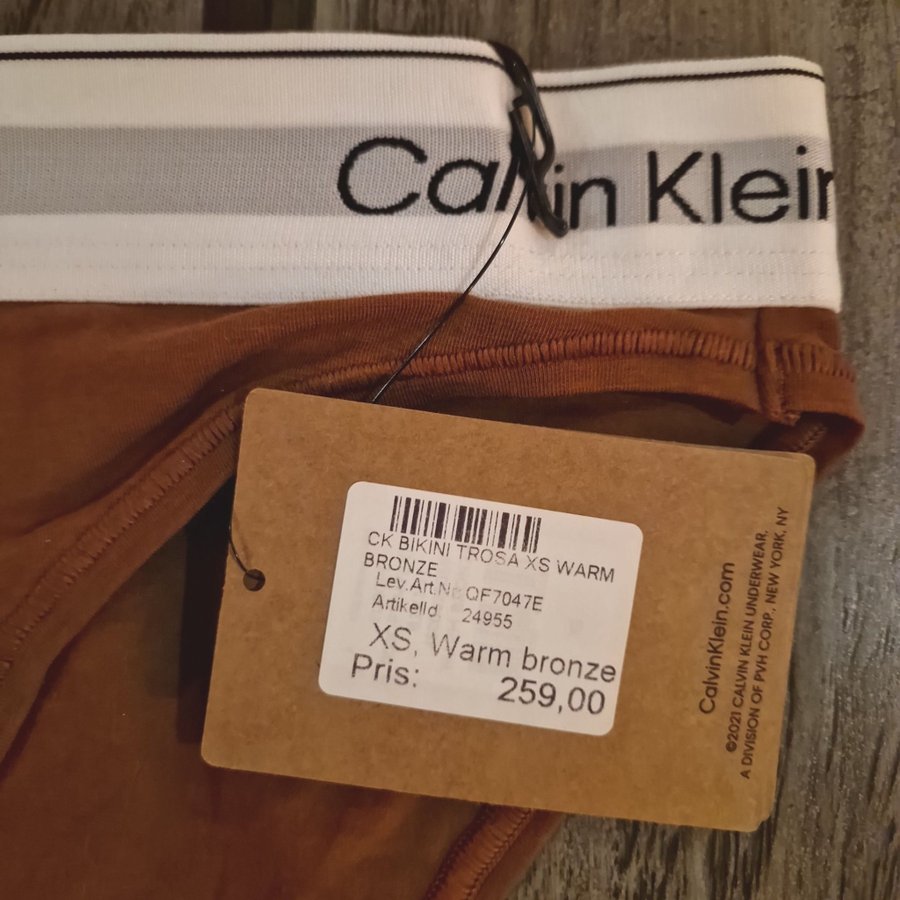 Calvin Klein
CK BIKINI TROSA XS WARM
BRONZE
Lev.Art.Nr: QF7047E
ArtikelId: 24955
XS, Warm bronze
Pris: 259,00
CalvinKlein.com
©2021 CALVIN KLEIN UNDERWEAR,
A DIVISION OF PVH CORP., NEW YORK, NY